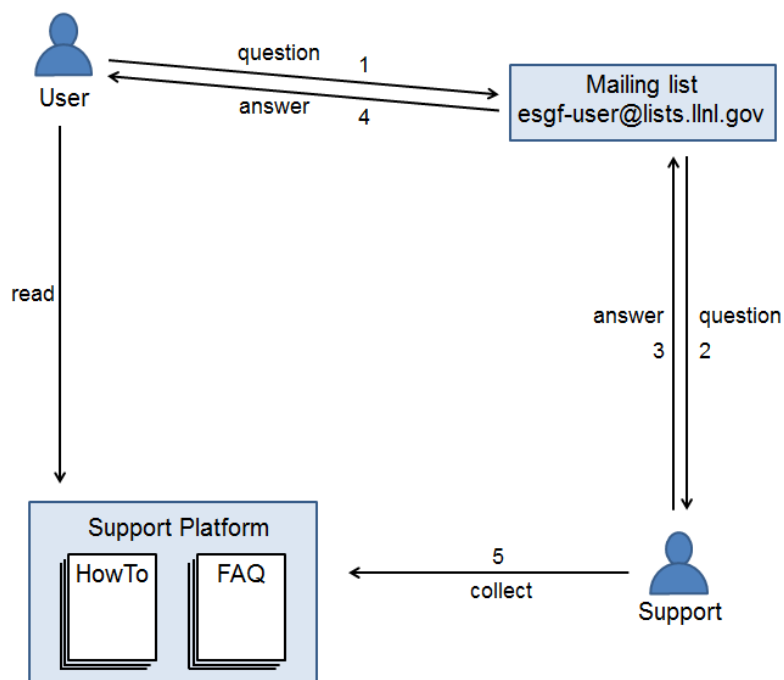 question
1
User
answer
4
Mailing list
esgf-user@lists.llnl.gov
read
answer
3
question
2
Support Platform
HowTo
FAQ
5
collect
Support